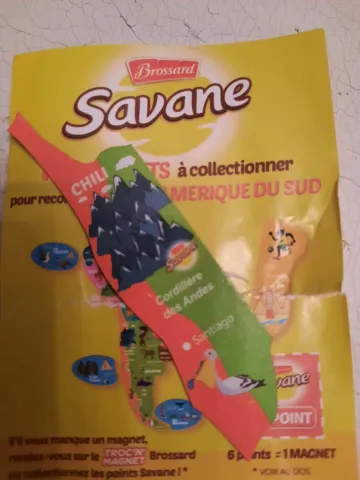 Brossard
Savane
CHILI
TS à collectionner
pour reco
AMERIQUE DU SUD
Savane
Cordillère
des Andes
Santiago
vane
POINT
S'il vous manque un magnet,
rendez-vous sur le TROC'N' MAGNET Brossard
ou collectionnez les points Savane ! *
6 points = 1 MAGNET
* VOIR AU DOS